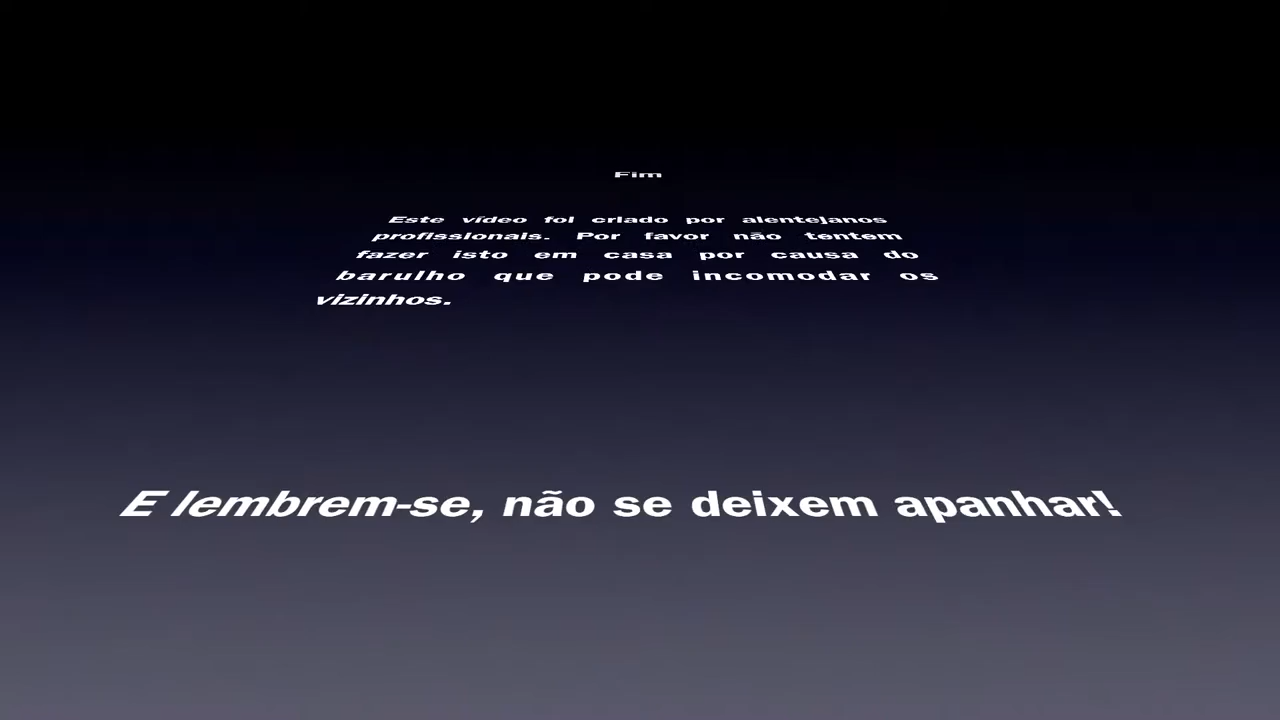 Fim
Este vídeo foi criado por alentejanos
profissionais. Por favor não tentem
fazer isto em casa por causa do
barulho que pode incomodar os
vizinhos.
E lembrem-se, não se deixem apanhar!